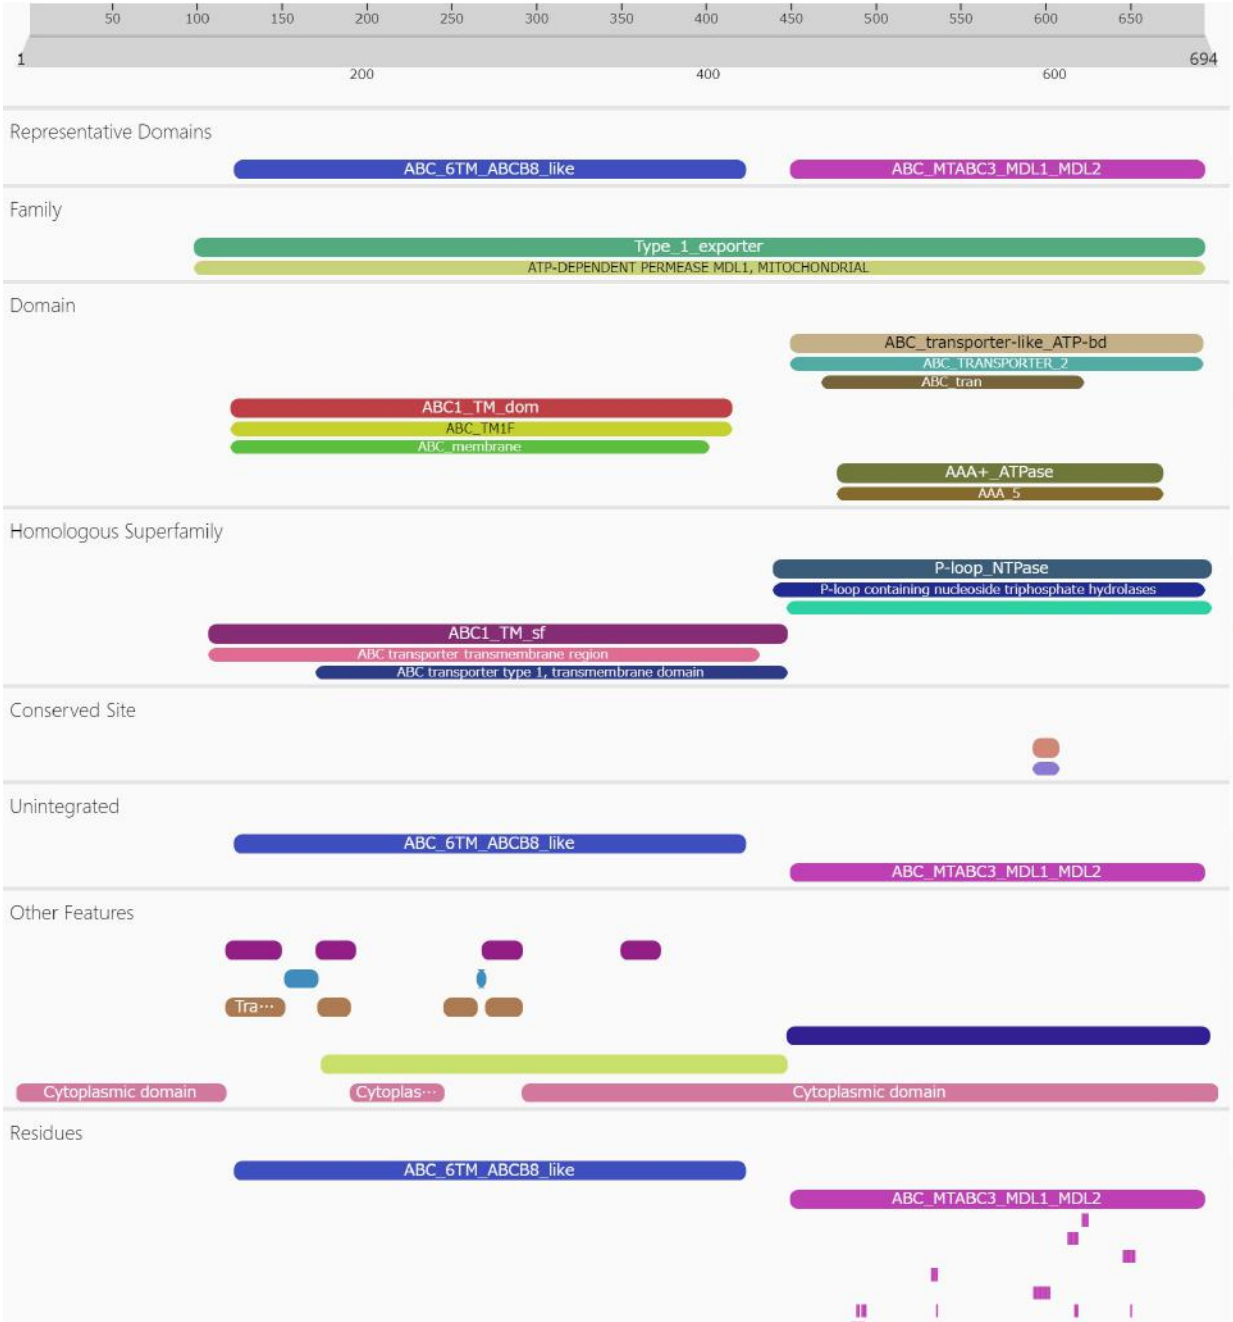 50 100 150 200 250 300 350 400 450 500 550 600 650
1 694
200 400 600
Representative Domains
ABC_6TM_ABCB8_like ABC_MTABC3_MDL1_MDL2
Family
Type_1_exporter
ATP-DEPENDENT PERMEASE MDL1, MITOCHONDRIAL
Domain
ABC_transporter-like_ATP-bd
ABC_TRANSPORTER_2
ABC_tran
ABC1_TM_dom
ABC_TM1F
ABC_membrane
AAA+_ATPase
AAA_5
Homologous Superfamily
P-loop_NTPase
P-loop containing nucleoside triphosphate hydrolases
ABC1_TM_sf
ABC transporter transmembrane region
ABC transporter type 1, transmembrane domain
Conserved Site
Unintegrated
ABC_6TM_ABCB8_like
ABC_MTABC3_MDL1_MDL2
Other Features
Tra···
Cytoplasmic domain Cytoplas··· Cytoplasmic domain
Residues
ABC_6TM_ABCB8_like
ABC_MTABC3_MDL1_MDL2